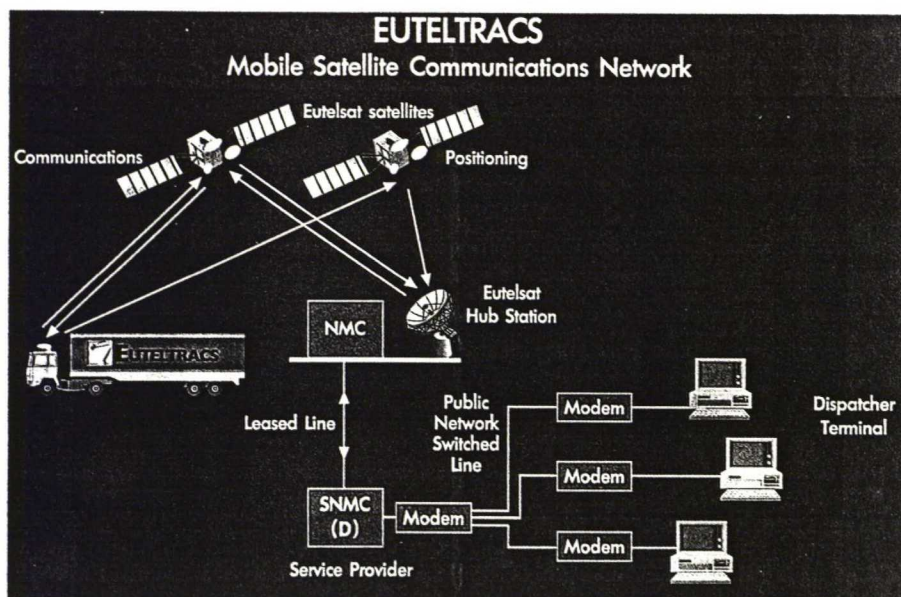 EUTELTRACS
Mobile Satellite Communications Network
Eutelsat satellites
Communications
Positioning
Eutelsat
Hub Station
NMC
EUTELTRACS
Leased Line
Public
Network
Switched
Line
Modem
Dispatcher
Terminal
Modem
SNMC
(D)
Modem
Modem
Service Provider